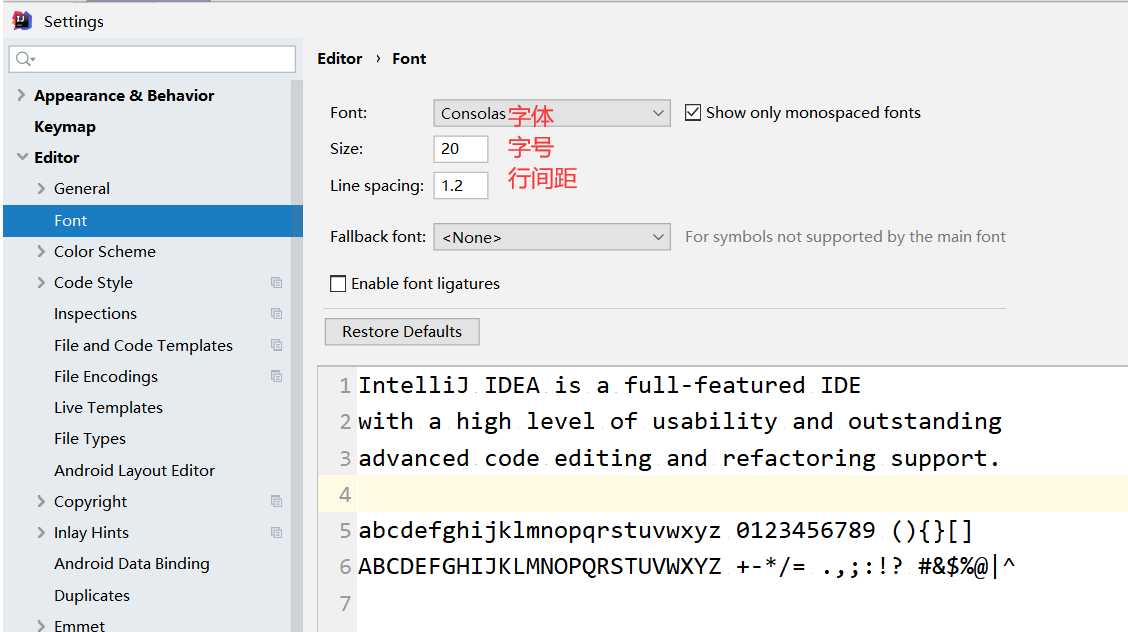 Settings
Appearance & Behavior
Keymap
Editor
General
Font
Color Scheme
Code Style
Inspections
File and Code Templates
File Encodings
Live Templates
File Types
Android Layout Editor
Copyright
Inlay Hints
Android Data Binding
Duplicates
Emmet
Editor › Font
Font: Consolas 字体 Show only monospaced fonts
Size: 20 字号
Line spacing: 1.2 行间距
Fallback font: <None> For symbols not supported by the main font
Enable font ligatures
Restore Defaults
1 IntelliJ IDEA is a full-featured IDE
2 with a high level of usability and outstanding
3 advanced code editing and refactoring support.
4
5 abcdefghijklmnopqrstuvwxyz 0123456789 (){}[]
6 ABCDEFGHIJKLMNOPQRSTUVWXYZ +-*/= .,;:!? #&$%@|^
7